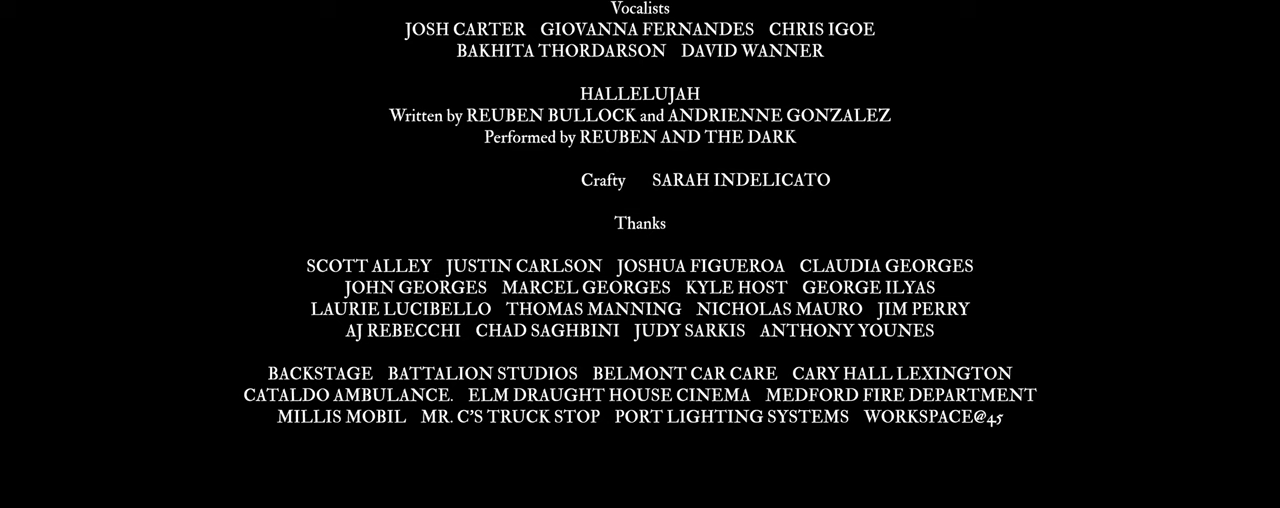 Vocalists
JOSH CARTER GIOVANNA FERNANDES CHRIS IGOE
BAKHITA THORDARSON DAVID WANNER
HALLELUJAH
Written by REUBEN BULLOCK and ANDRIENNE GONZALEZ
Performed by REUBEN AND THE DARK
Crafty SARAH INDELICATO
Thanks
SCOTT ALLEY JUSTIN CARLSON JOSHUA FIGUEROA CLAUDIA GEORGES
JOHN GEORGES MARCEL GEORGES KYLE HOST GEORGE ILYAS
LAURIE LUCIBELLO THOMAS MANNING NICHOLAS MAURO JIM PERRY
AJ REBECCHI CHAD SAGHBINI JUDY SARKIS ANTHONY YOUNES
BACKSTAGE BATTALION STUDIOS BELMONT CAR CARE CARY HALL LEXINGTON
CATALDO AMBULANCE. ELM DRAUGHT HOUSE CINEMA MEDFORD FIRE DEPARTMENT
MILLIS MOBIL MR. C'S TRUCK STOP PORT LIGHTING SYSTEMS WORKSPACE@45